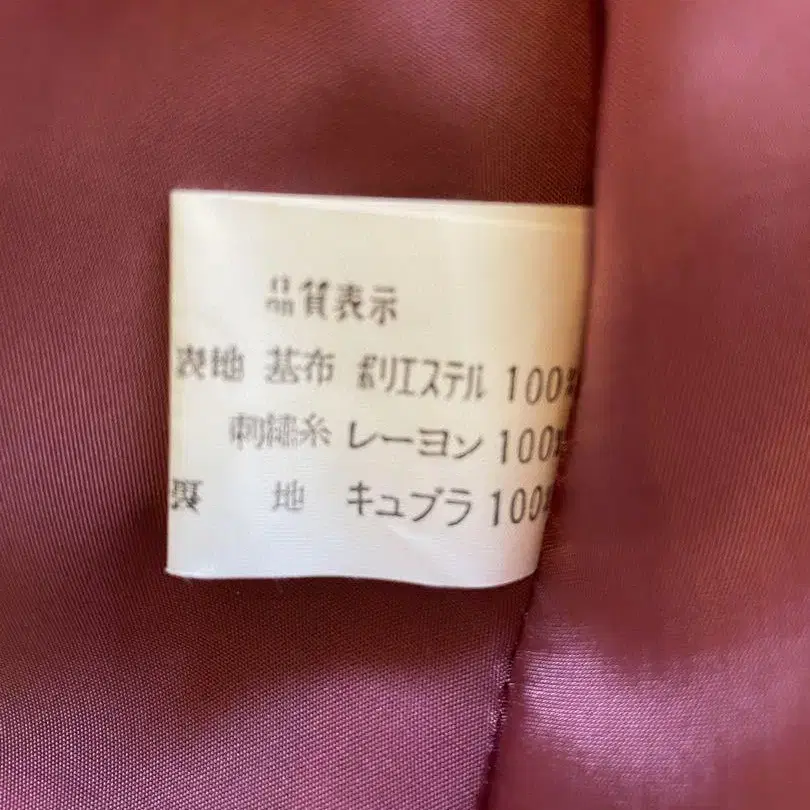 品質表示
表地 基布 ポリエステル 100%
刺繍糸 レーヨン 100%
裏 地 キュプラ 100%